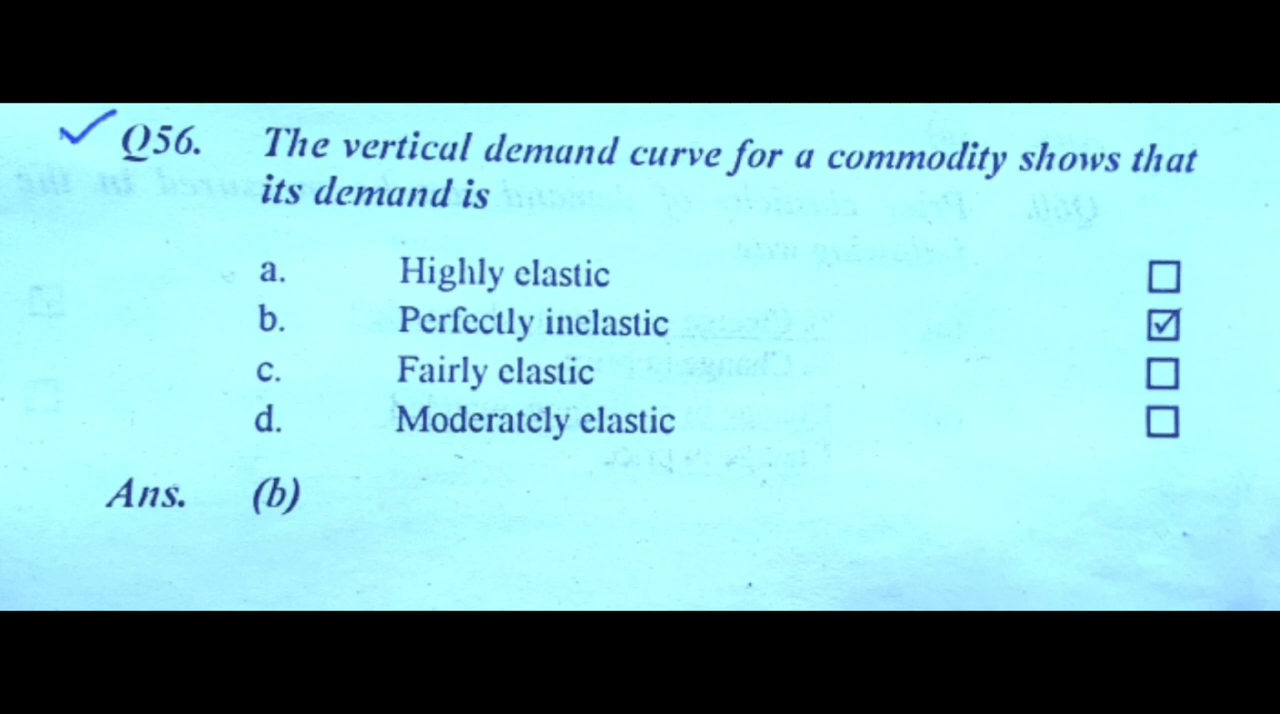 Q56. The vertical demand curve for a commodity shows that
its demand is
a. Highly elastic
b. Perfectly inelastic
c. Fairly elastic
d. Moderately elastic
Ans. (b)